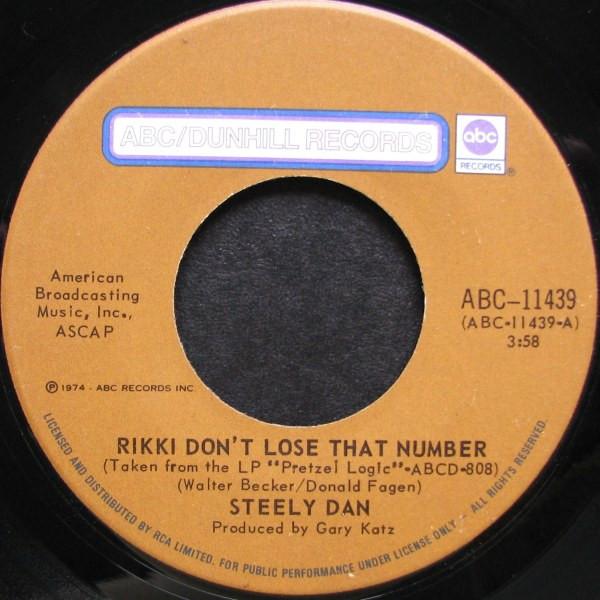 ABC/DUNHILL RECORDS
abc
RECORDS
®
American
Broadcasting
Music, Inc.,
ASCAP
ABC-11439
(ABC-11439-A)
3:58
Ⓟ 1974 - ABC RECORDS INC
RIKKI DON'T LOSE THAT NUMBER
(Taken from the LP "Pretzel Logic"-ABCD-808)
(Walter Becker/Donald Fagen)
STEELY DAN
Produced by Gary Katz
LICENSED AND DISTRIBUTED BY RCA LIMITED. FOR PUBLIC PERFORMANCE UNDER LICENSE ONLY - ALL RIGHTS RESERVED.